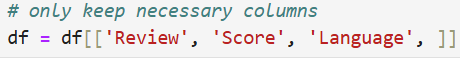 # only keep necessary columns
df = df[['Review', 'Score', 'Language', ]]